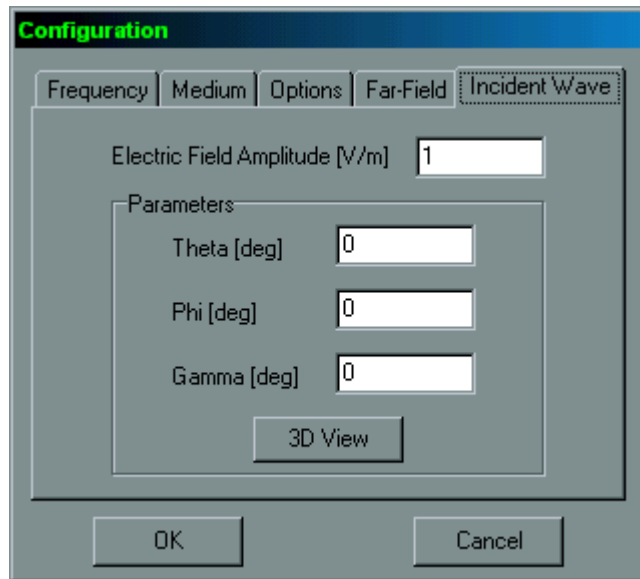 Configuration
Frequency Medium Options Far-Field Incident Wave
Electric Field Amplitude [V/m] 1
Parameters
Theta [deg] 0
Phi [deg] 0
Gamma [deg] 0
3D View
OK Cancel